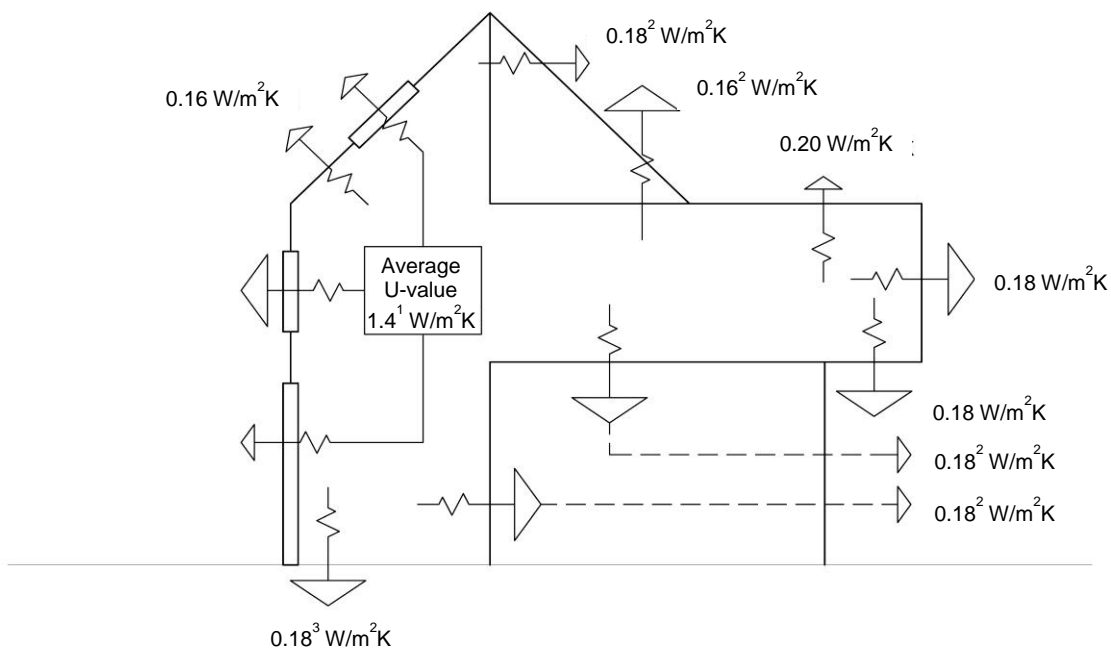 0.18² W/m²K
0.16 W/m²K
0.16² W/m²K
0.20 W/m²K
Average
U-value
1.4¹ W/m²K
0.18 W/m²K
0.18 W/m²K
0.18² W/m²K
0.18² W/m²K
0.18³ W/m²K